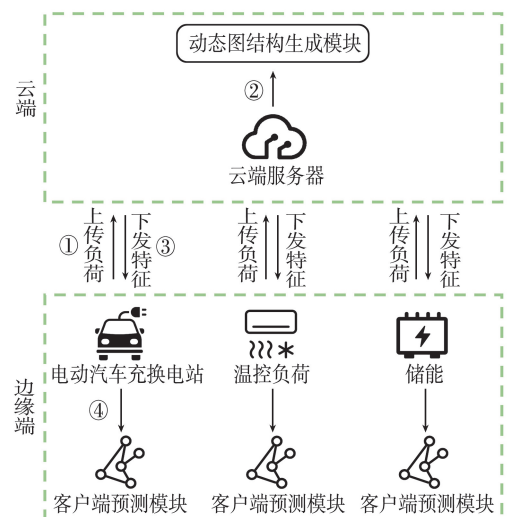 动态图结构生成模块
②
云端
云端服务器
① 上传负荷 下发特征 ③
上传负荷 下发特征
上传负荷 下发特征
边缘端
电动汽车充换电站 温控负荷 储能
④
客户端预测模块 客户端预测模块 客户端预测模块